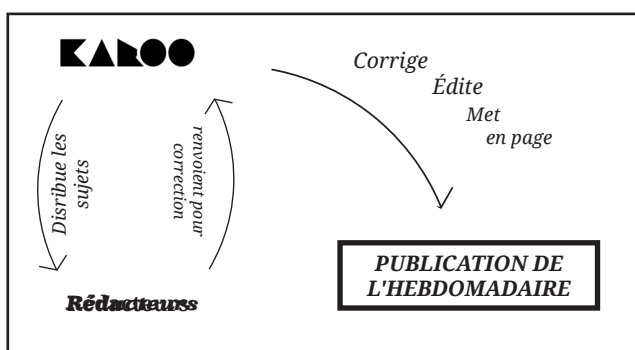 KAROO
Corrige
Édite
Met
en page
Disribue les
sujets
renvoient pour
correction
Rédacteurs
PUBLICATION DE
L'HEBDOMADAIRE